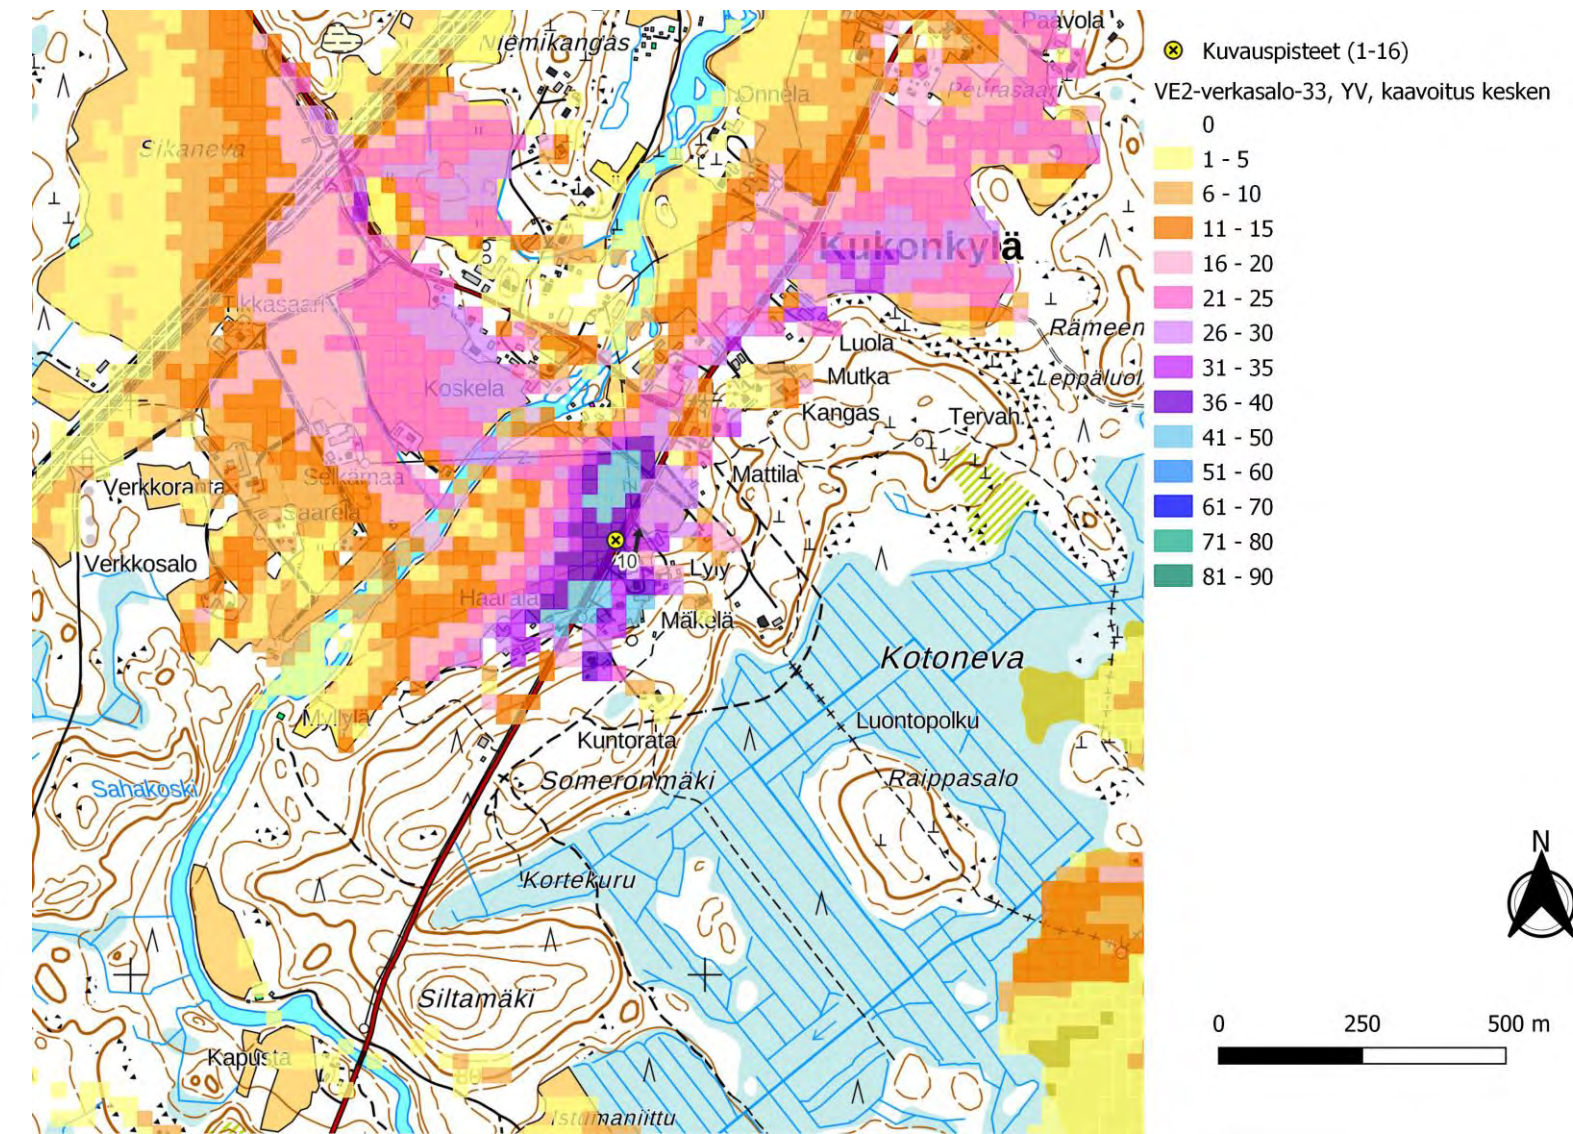 Paavola
Niemikangas
Onnela
Peurasaari
Sikaneva
Kukonkylä
Tikkasaari
Rämeen
Luola
Leppäluol
Mutka
Koskela
Kangas
Tervah.
Mattila
Selkämaa
Verkkoranta
Saarela
Verkkosalo
10
Lyly
Haarala
Mäkelä
Kotoneva
Myllylä
Luontopolku
Kuntorata
Someronmäki
Raippasalo
Sahakoski
Kortekuru
Siltamäki
Kapusta
Istumaniittu
Kuvauspisteet (1-16)
VE2-verkasalo-33, YV, kaavoitus kesken
0
1 - 5
6 - 10
11 - 15
16 - 20
21 - 25
26 - 30
31 - 35
36 - 40
41 - 50
51 - 60
61 - 70
71 - 80
81 - 90
N
0 250 500 m